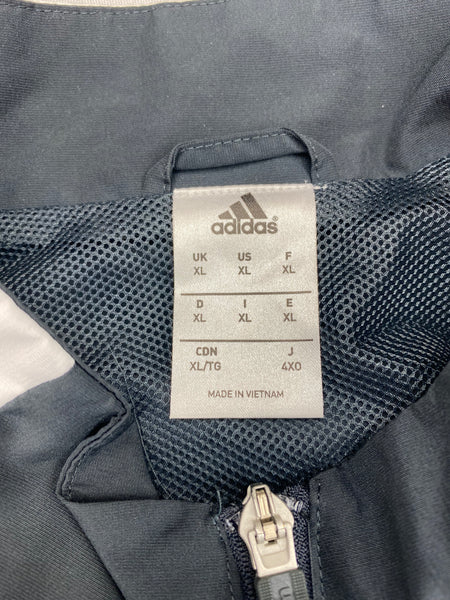 adidas
UK US F
XL XL XL
D I E
XL XL XL
CDN J
XL/TG 4XO
MADE IN VIETNAM